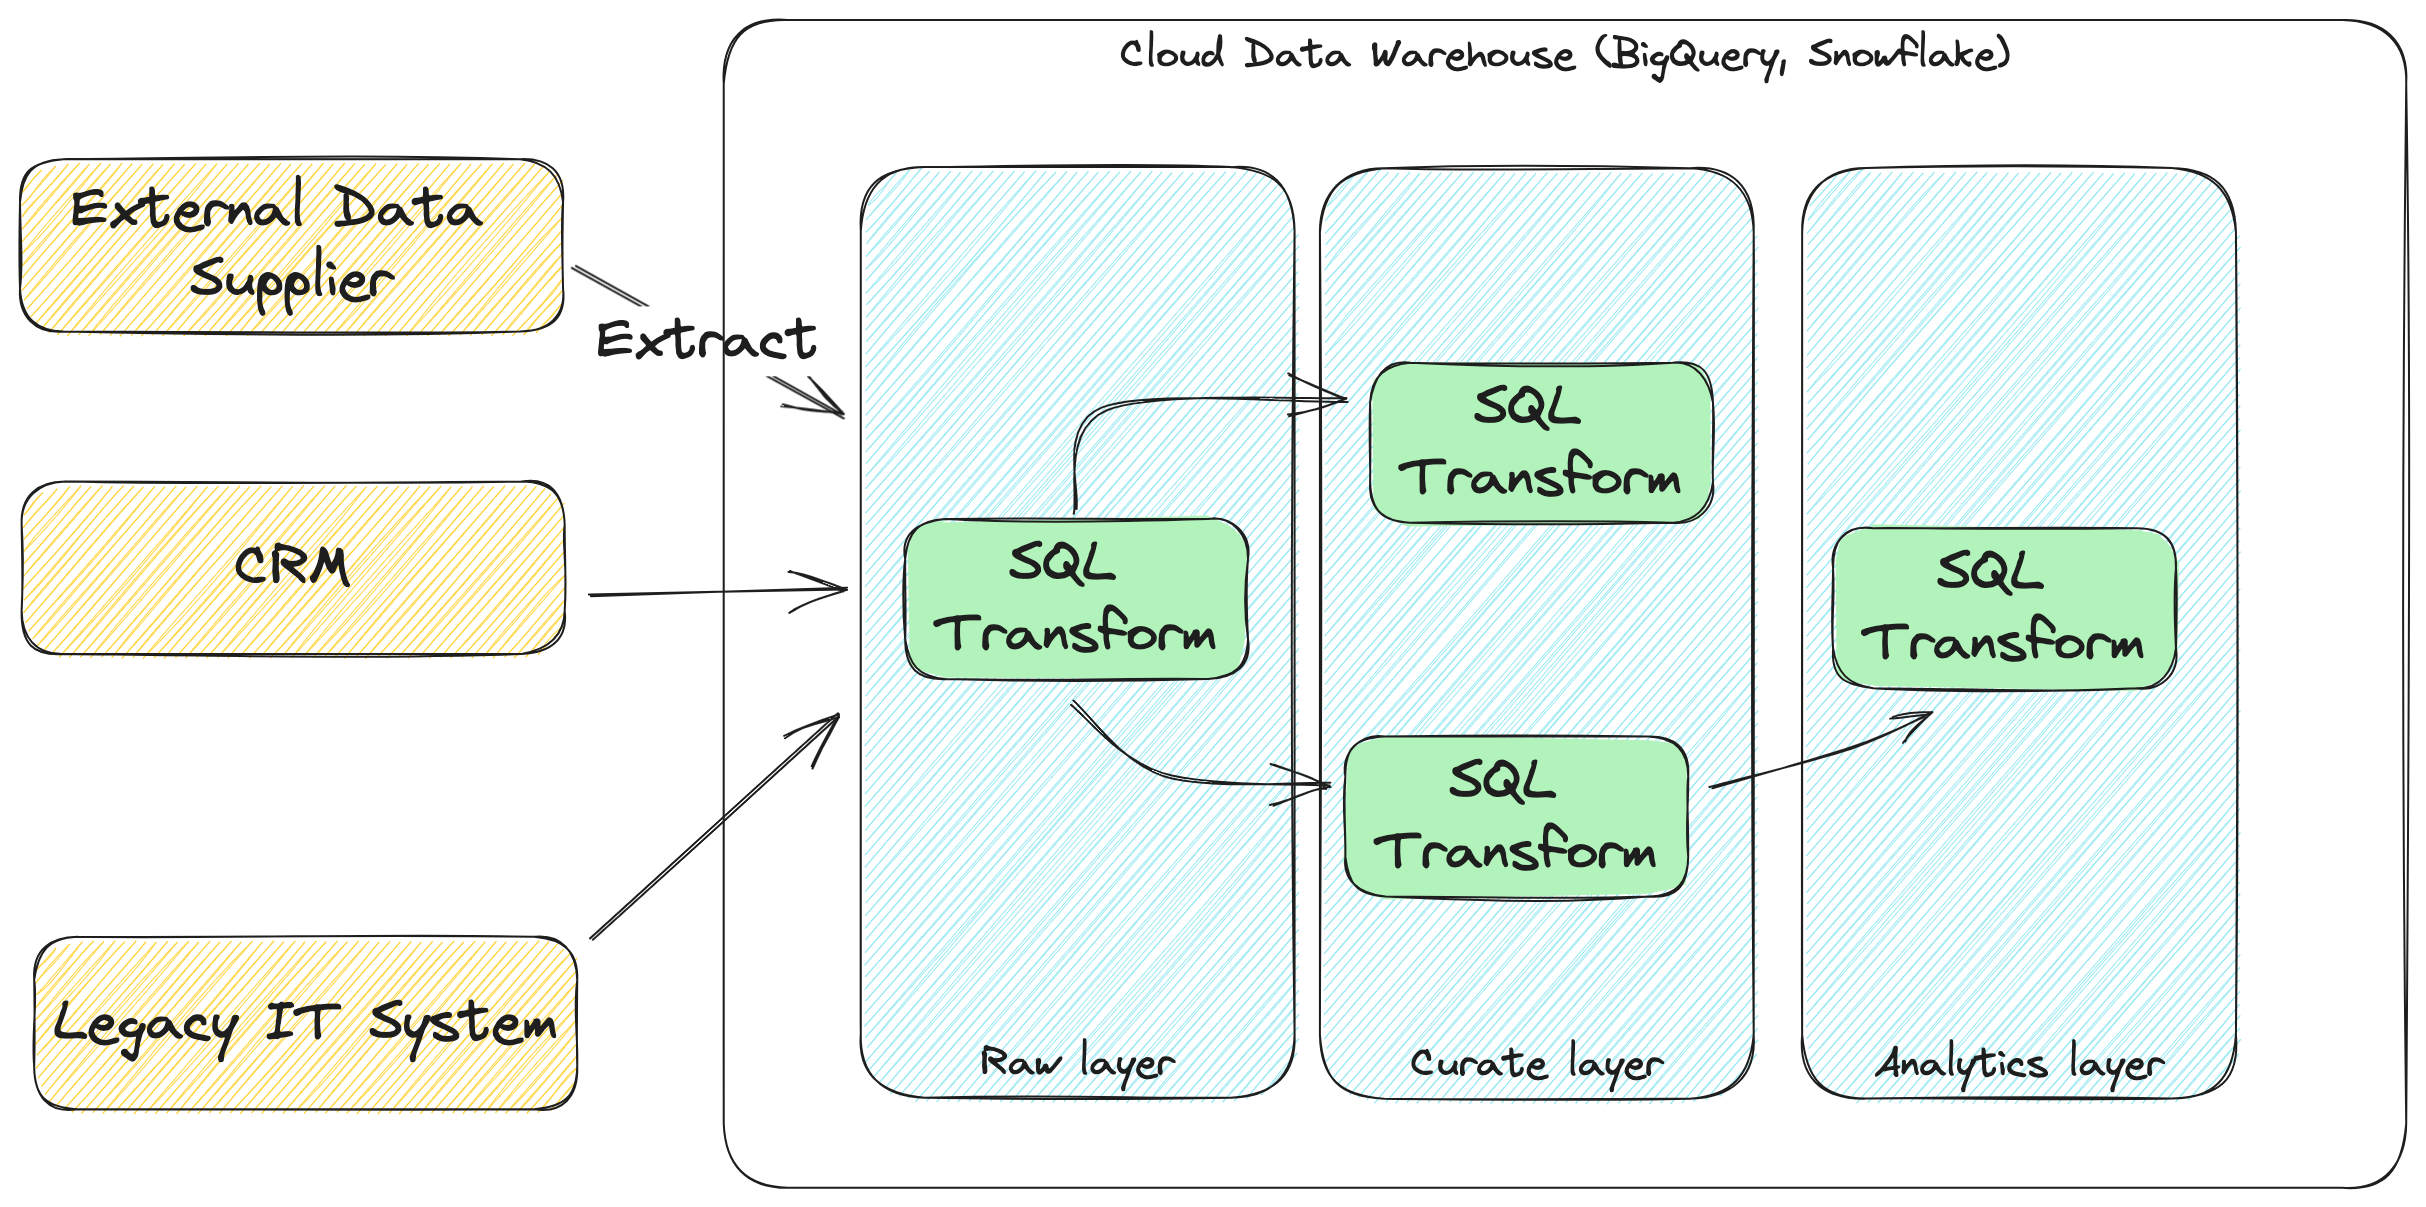 Cloud Data Warehouse (BigQuery, Snowflake)
External Data
Supplier
Extract
CRM
Legacy IT System
SQL
Transform
Raw layer
SQL
Transform
SQL
Transform
Curate layer
SQL
Transform
Analytics layer